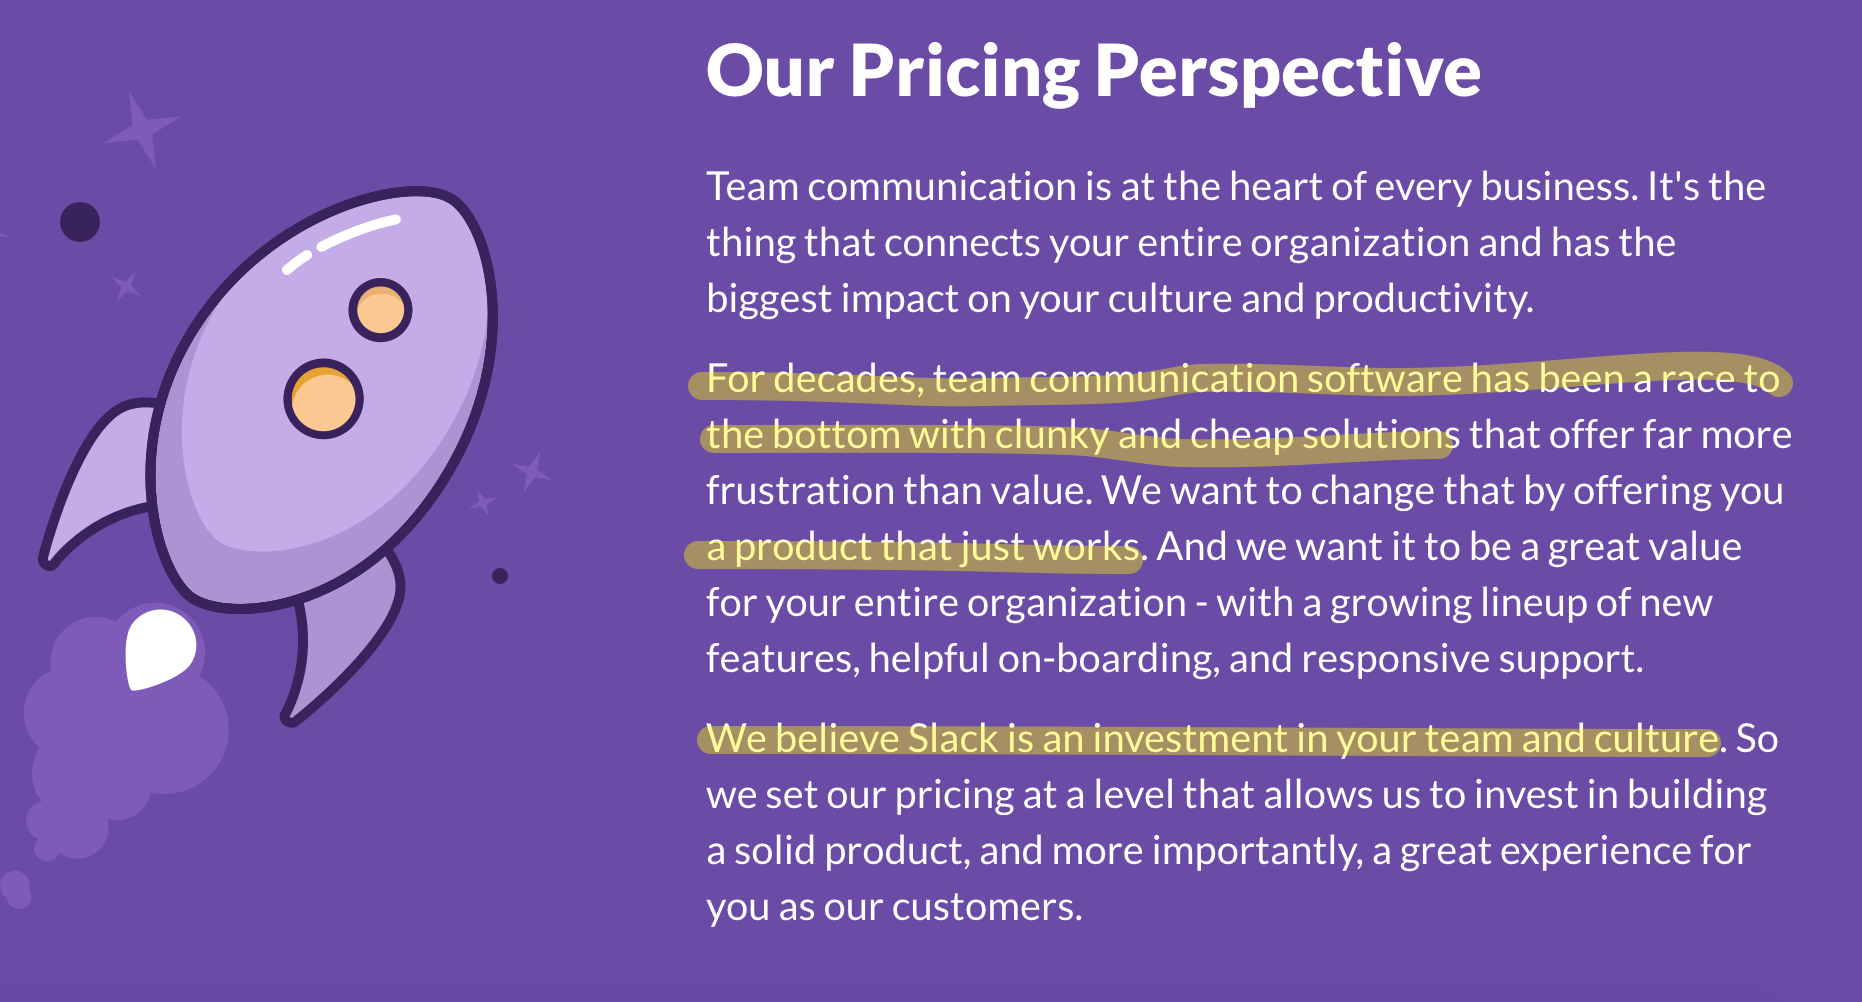 Our Pricing Perspective
Team communication is at the heart of every business. It's the
thing that connects your entire organization and has the
biggest impact on your culture and productivity.
For decades, team communication software has been a race to
the bottom with clunky and cheap solutions that offer far more
frustration than value. We want to change that by offering you
a product that just works. And we want it to be a great value
for your entire organization - with a growing lineup of new
features, helpful on-boarding, and responsive support.
We believe Slack is an investment in your team and culture. So
we set our pricing at a level that allows us to invest in building
a solid product, and more importantly, a great experience for
you as our customers.